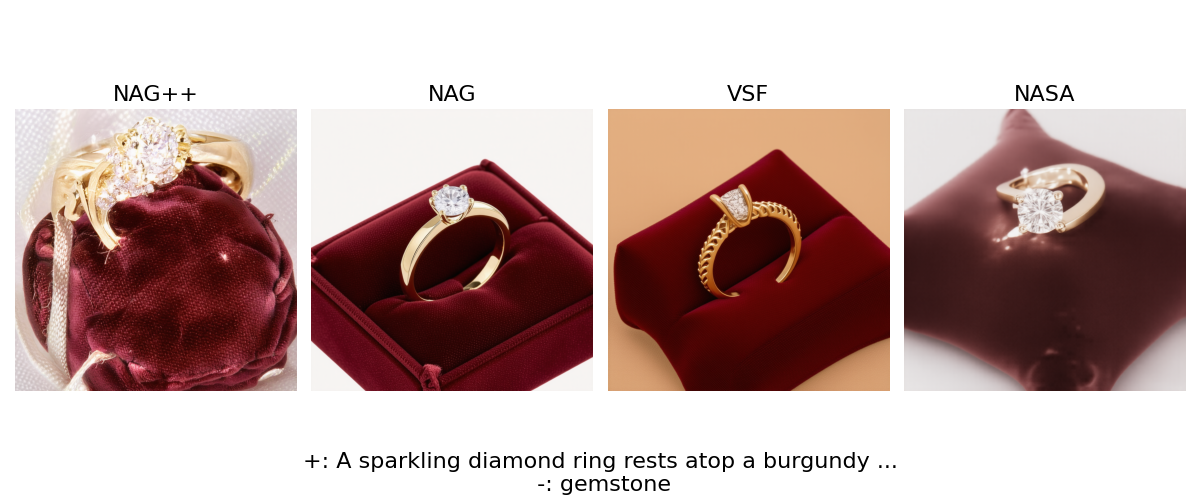 NAG++
NAG
VSF
NASA
+: A sparkling diamond ring rests atop a burgundy ...
-: gemstone